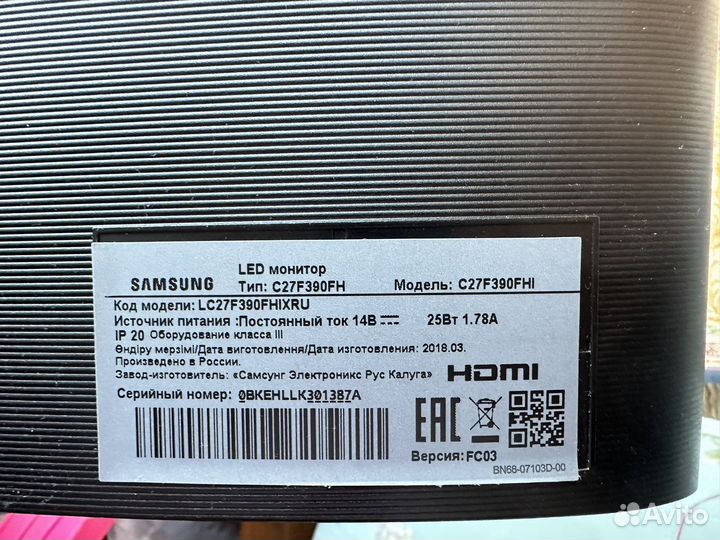 SAMSUNG
LED монитор
Тип: C27F390FH Модель: C27F390FHI
Код модели: LC27F390FHIXRU
Источник питания :Постоянный ток 14В 25Вт 1.78А
IP 20 Оборудование класса III
Өндіру мерзімі/Дата виготовлення/Дата изготовления: 2018.03.
Произведено в России.
Завод-изготовитель: «Самсунг Электроникс Рус Калуга» HDMI
Серийный номер: 0BKEHLLK301387A
EAC
Версия: FC03
BN68-07103D-00
Avito